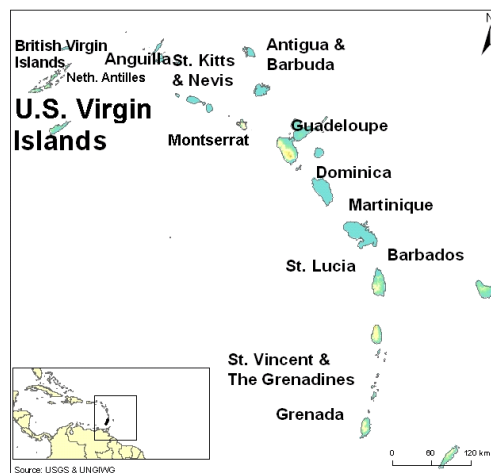 N
British Virgin
Islands
Anguilla
Neth. Antilles
St. Kitts
& Nevis
Antigua &
Barbuda
U.S. Virgin
Islands
Montserrat
Guadeloupe
Dominica
Martinique
Barbados
St. Lucia
St. Vincent &
The Grenadines
Grenada
0 60 120 km
Source: USGS & UNGIWG